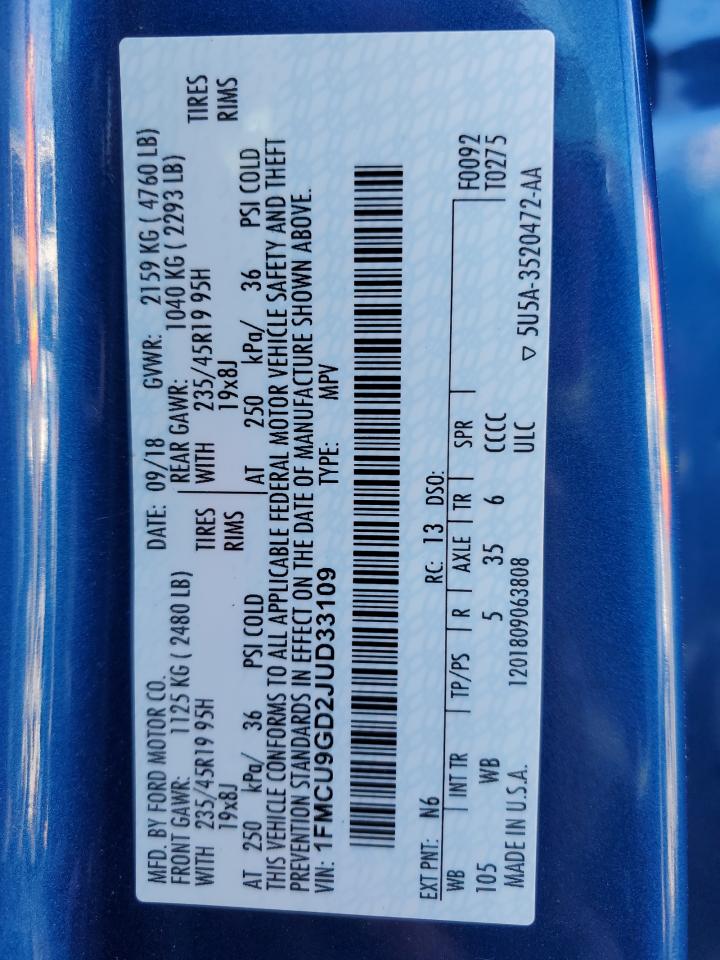 MFD. BY FORD MOTOR CO. DATE: 09/18 GVWR: 2159 KG ( 4760 LB)
FRONT GAWR: 1125 KG ( 2480 LB) REAR GAWR: 1040 KG ( 2293 LB)
WITH 235/45R19 95H TIRES WITH 235/45R19 95H TIRES
19x8J RIMS 19x8J RIMS
AT 250 kPa/ 36 PSI COLD AT 250 kPa/ 36 PSI COLD
THIS VEHICLE CONFORMS TO ALL APPLICABLE FEDERAL MOTOR VEHICLE SAFETY AND THEFT
PREVENTION STANDARDS IN EFFECT ON THE DATE OF MANUFACTURE SHOWN ABOVE.
VIN: 1FMCU9GD2JUD33109 TYPE: MPV
EXT PNT: N6 RC: 13 DSO:
WB INT TR TP/PS R AXLE TR SPR F0092
105 WB 5 35 6 CCCC T0275
MADE IN U.S.A. 1201809063808 ULC ▽ 5U5A-3520472-AA